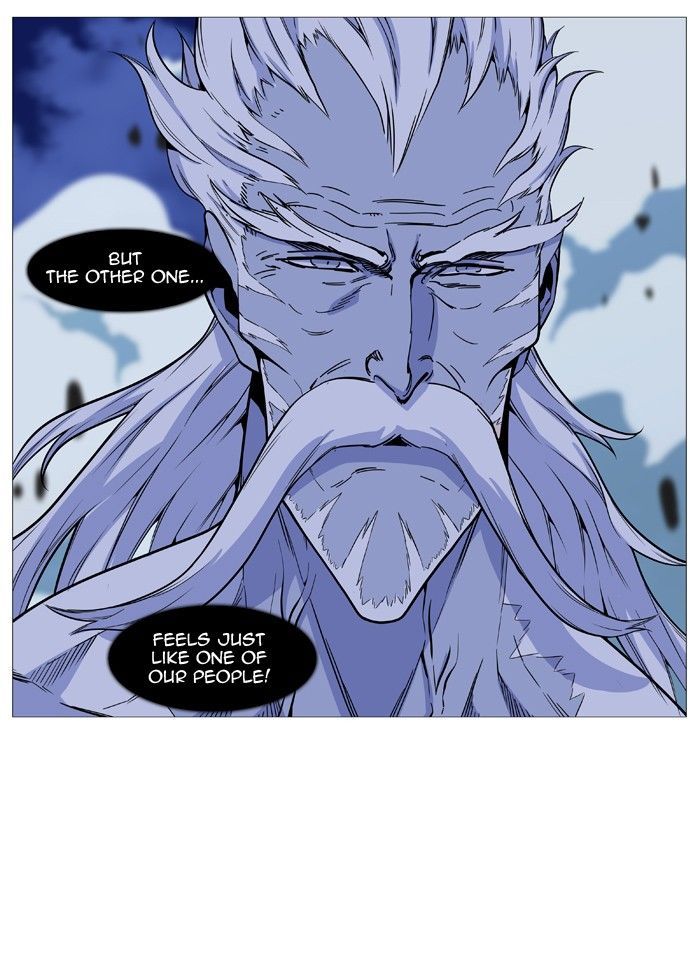 BUT
THE OTHER ONE...
FEELS JUST
LIKE ONE OF
OUR PEOPLE!